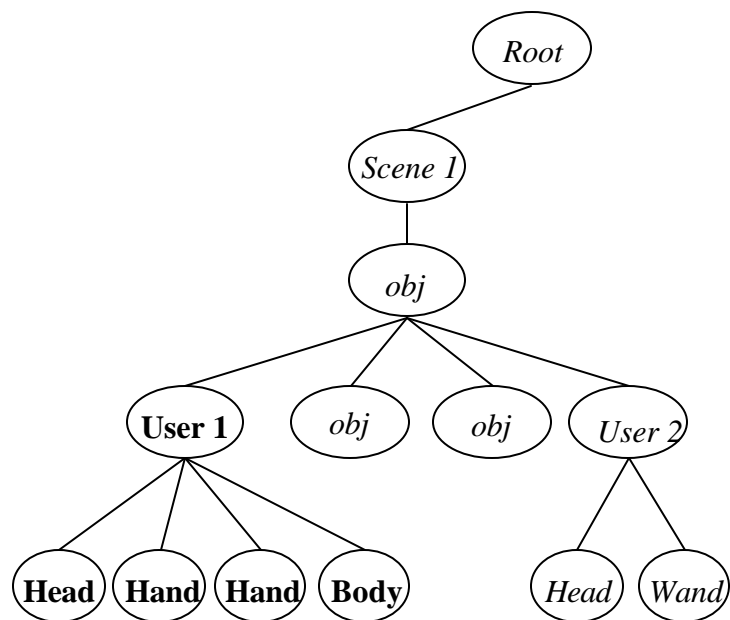 Root
Scene 1
obj
User 1 obj obj User 2
Head Hand Hand Body Head Wand